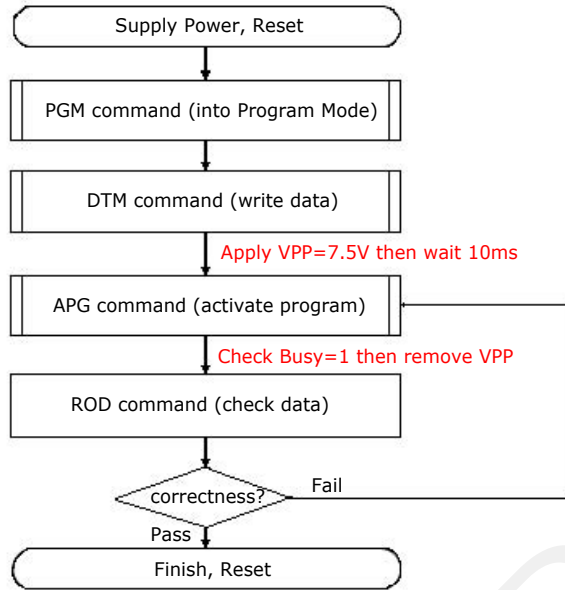 Supply Power, Reset
PGM command (into Program Mode)
DTM command (write data)
Apply VPP=7.5V then wait 10ms
APG command (activate program)
Check Busy=1 then remove VPP
ROD command (check data)
correctness?
Fail
Pass
Finish, Reset